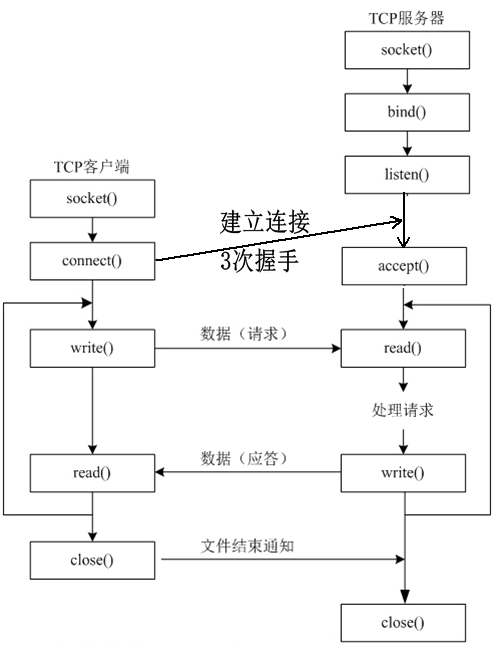 TCP服务器
socket()
bind()
listen()
TCP客户端
socket()
建立连接
3次握手
connect()
accept()
数据（请求）
write()
read()
处理请求
数据（应答）
read()
write()
文件结束通知
close()
close()